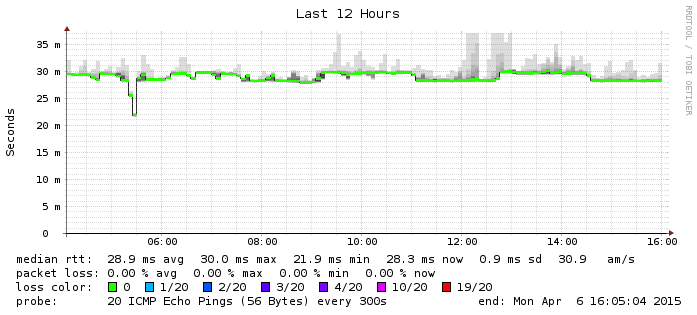 Last 12 Hours
RRDTOOL / TOBI OETIKER
Seconds
35 m
30 m
25 m
20 m
15 m
10 m
5 m
0
06:00 08:00 10:00 12:00 14:00 16:00
median rtt: 28.9 ms avg 30.0 ms max 21.9 ms min 28.3 ms now 0.9 ms sd 30.9 am/s
packet loss: 0.00 % avg 0.00 % max 0.00 % min 0.00 % now
loss color: 0 1/20 2/20 3/20 4/20 10/20 19/20
probe: 20 ICMP Echo Pings (56 Bytes) every 300s end: Mon Apr 6 16:05:04 2015